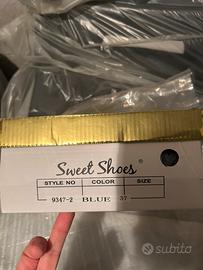 Sweet Shoes®
STYLE NO COLOR SIZE
9347-2 BLUE 37
subito